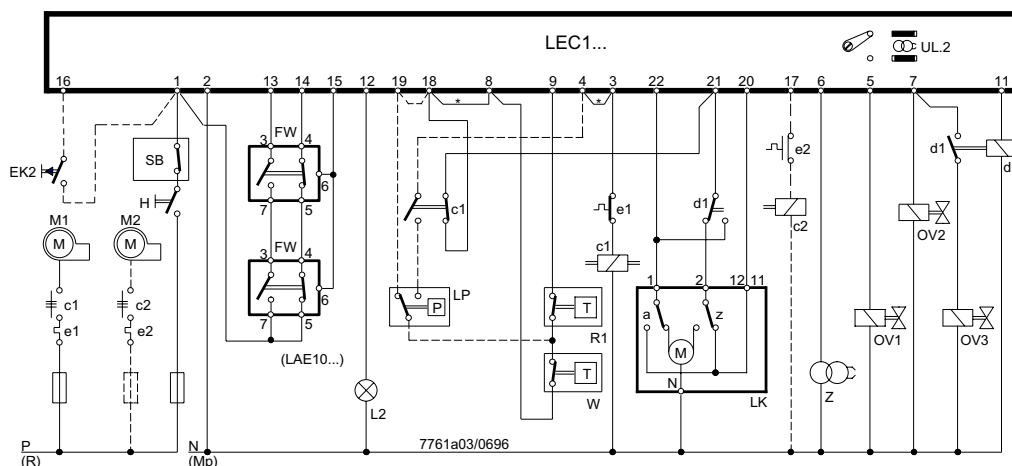 LEC1...
UL.2
16 1 2 13 14 15 12 19 18 8 9 4 3 22 21 20 17 6 5 7 11
* *
3 FW 4
EK2
SB
6
H
7 5
c1
e1
d1
e2
d1
d
M1 M2
M M
c1
c2
OV2
3 FW 4
6
LP
P
1 2 12 11
c1 c2
T
R1
a z
M
e1 e2
7 5
(LAE10...)
OV1 OV3
T
W
N
LK
L2
Z
P
(R)
N
(Mp)
7761a03/0696